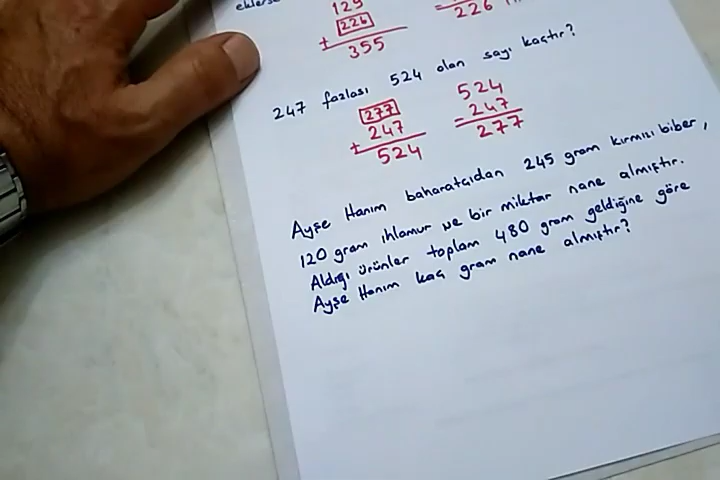 129
226
+
355
226
247 fazlası 524 olan sayı kaçtır?
277
+ 247
524
524
- 247
277
Ayşe Hanım baharatçıdan 245 gram kırmızı biber,
120 gram ıhlamur ve bir miktar nane almıştır.
Aldığı ürünler toplam 480 gram geldiğine göre
Ayşe Hanım kaç gram nane almıştır?